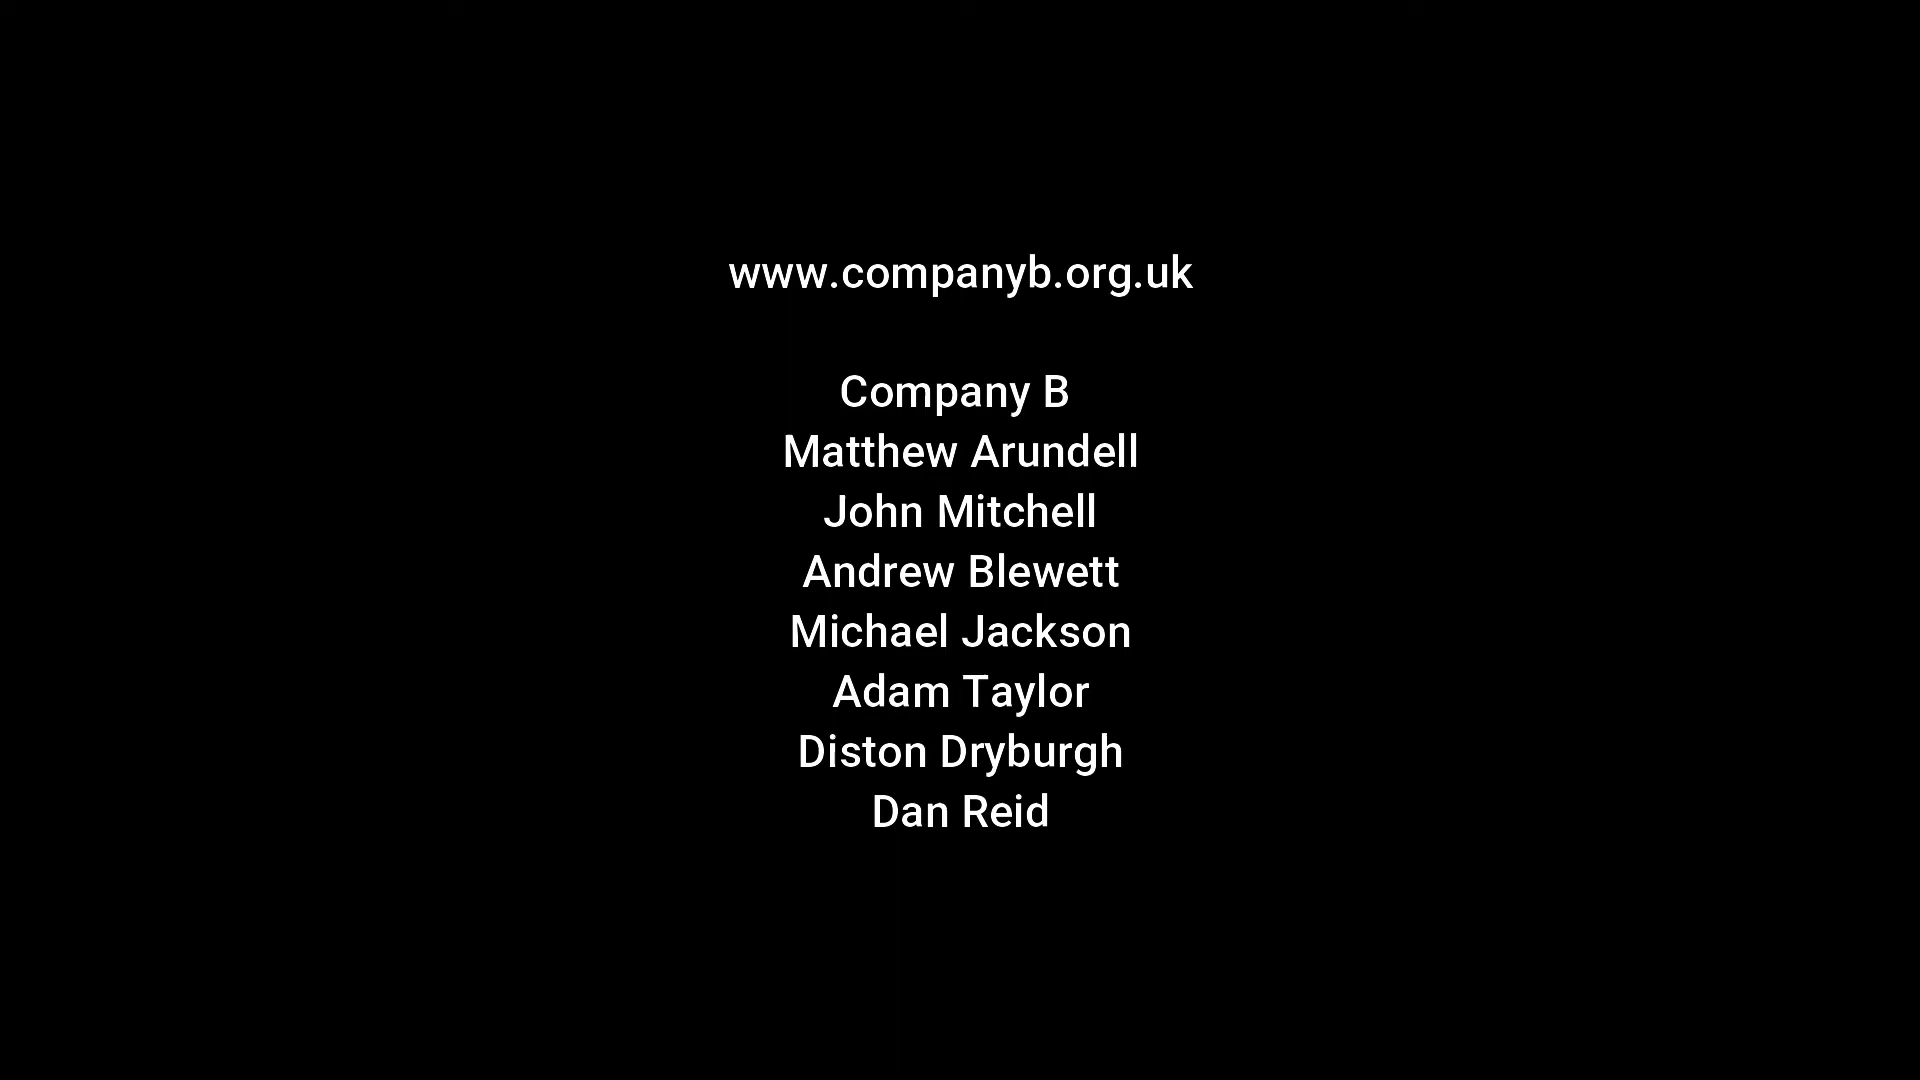 www.companyb.org.uk
Company B
Matthew Arundell
John Mitchell
Andrew Blewett
Michael Jackson
Adam Taylor
Diston Dryburgh
Dan Reid